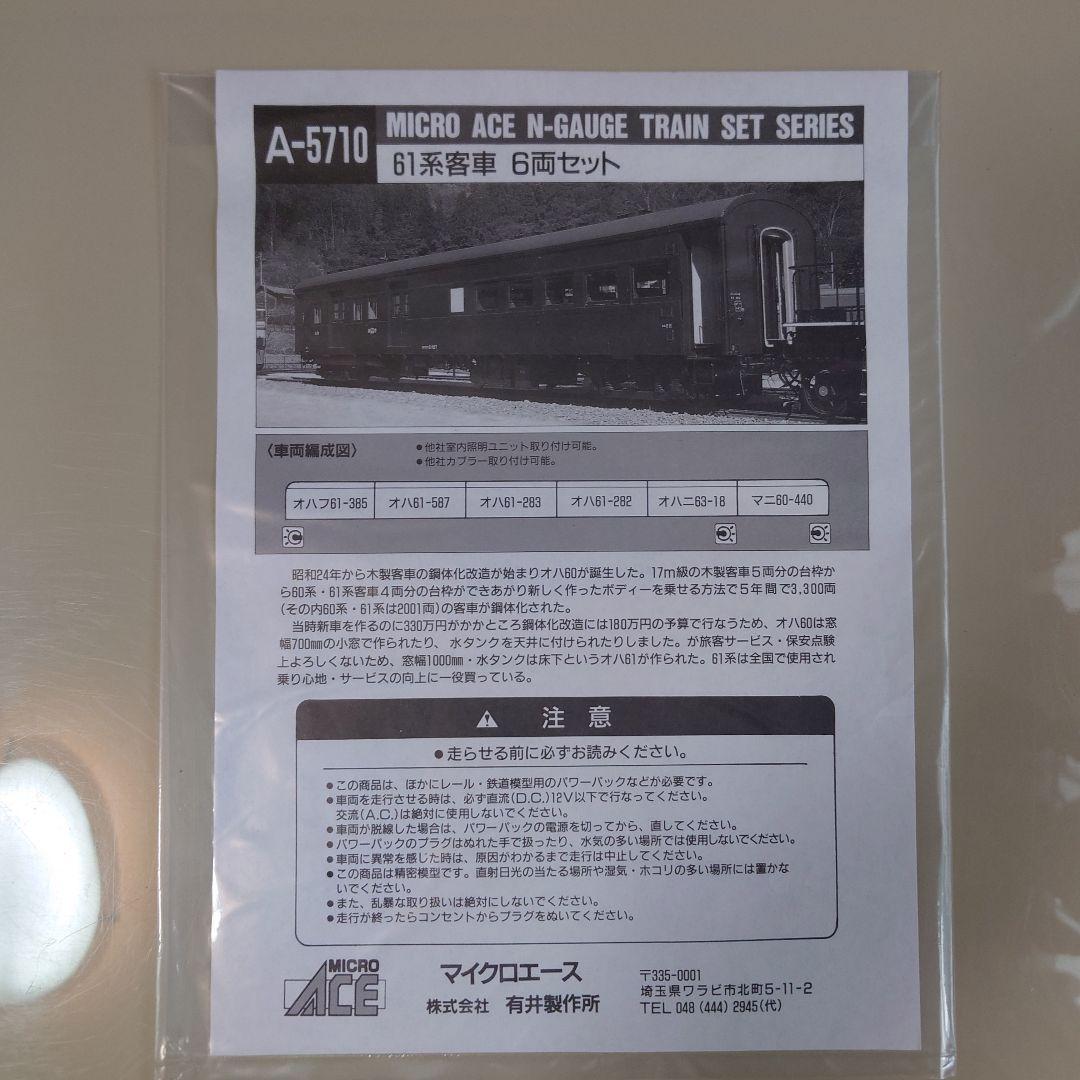 A-5710
MICRO ACE N-GAUGE TRAIN SET SERIES
61系客車 6両セット
〈車両編成図〉
●他社室内照明ユニット取り付け可能。
●他社カプラー取り付け可能。
オハフ61-385 オハ61-587 オハ61-283 オハ61-282 オハニ63-18 マニ60-440
昭和24年から木製客車の鋼体化改造が始まりオハ60が誕生した。17m級の木製客車5両分の台枠か
ら60系・61系客車4両分の台枠ができあがり新しく作ったボディーを乗せる方法で5年間で3,300両
(その内60系・61系は2001両)の客車が鋼体化された。
当時新車を作るのに330万円がかかところ鋼体化改造には180万円の予算で行なうため、オハ60は窓
幅700㎜の小窓で作られたり、水タンクを天井に付けられたりしました。が旅客サービス・保安点験
上よろしくないため、窓幅1000㎜・水タンクは床下というオハ61が作られた。61系は全国で使用され
乗り心地・サービスの向上に一役買っている。
注意
●走らせる前に必ずお読みください。
●この商品は、ほかにレール・鉄道模型用のパワーパックなどが必要です。
●車両を走行させる時は、必ず直流(D.C.)12V以下で行なってください。
交流(A.C.)は絶対に使用しないでください。
●車両が脱線した場合は、パワーパックの電源を切ってから、直してください。
●パワーパックのプラグはぬれた手で扱ったり、水気の多い場所では使用しないでください。
●車両に異常を感じた時は、原因がわかるまで走行は中止してください。
●この商品は精密模型です。直射日光の当たる場所や湿気・ホコリの多い場所には置かな
いでください。
●また、乱暴な取り扱いは絶対にしないでください。
●走行が終ったらコンセントからプラグをぬいてください。
MICRO
ACE
マイクロエース
株式会社 有井製作所
〒335-0001
埼玉県ワラビ市北町5-11-2
TEL 048 (444) 2945(代)